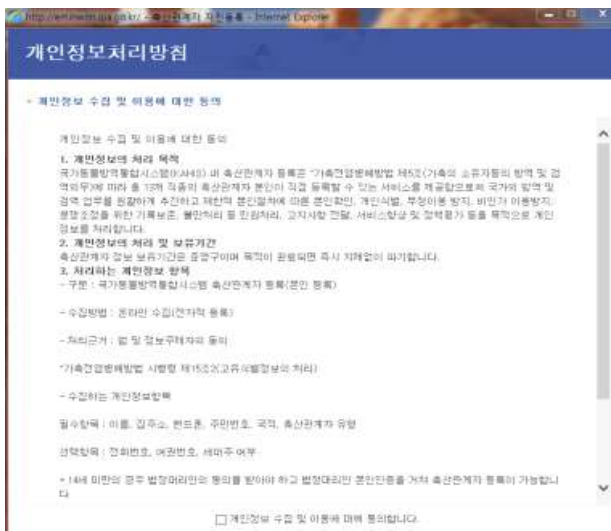 축산관계자 자진등록 - Internet Explorer
개인정보처리방침
개인정보 수집 및 이용에 대한 동의
개인정보 수집 및 이용에 대한 동의
1. 개인정보의 처리 목적
국가동물방역통합시스템(KAHIS) 내 축산관계자 등록은 "가축전염병예방법 제5조(가축의 소유자등의 방역 및 검
역의무)에 따라 총 13개 직종의 축산관계자 본인이 직접 등록할 수 있는 서비스를 제공함으로써 국가의 방역 및
검역 업무를 원활하게 추진하고 제한적 본인절차에 따른 본인확인, 개인식별, 부정이용 방지, 비인가 이용방지,
분쟁조정을 위한 기록보존, 불만처리 등 민원처리, 고지사항 전달, 서비스향상 및 정책평가 등을 목적으로 개인
정보를 처리합니다.
2. 개인정보의 처리 및 보유기간
축산관계자 정보 보유기간은 준영구이며 목적이 완료되면 즉시 지체없이 파기합니다.
3. 처리하는 개인정보 항목
- 구분 : 국가동물방역통합시스템 축산관계자 등록(본인 등록)
- 수집방법 : 온라인 수집(전자적 등록)
- 처리근거 : 법 및 정보주체자의 동의
"가축전염병예방법 시행령 제15조2(고유식별정보의 처리)
- 수집하는 개인정보항목
필수항목 : 이름, 집주소, 핸드폰, 주민번호, 국적, 축산관계자 유형
선택항목 : 전화번호, 여권번호, 세대주 여부
* 14세 미만의 경우 법정대리인의 동의를 받아야 하고 법정대리인 본인인증을 거쳐 축산관계자 등록이 가능합니
다
개인정보 수집 및 이용에 대해 동의합니다.